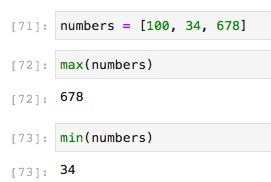 [71]: numbers = [100, 34, 678]
[72]: max(numbers)
[72]: 678
[73]: min(numbers)
[73]: 34